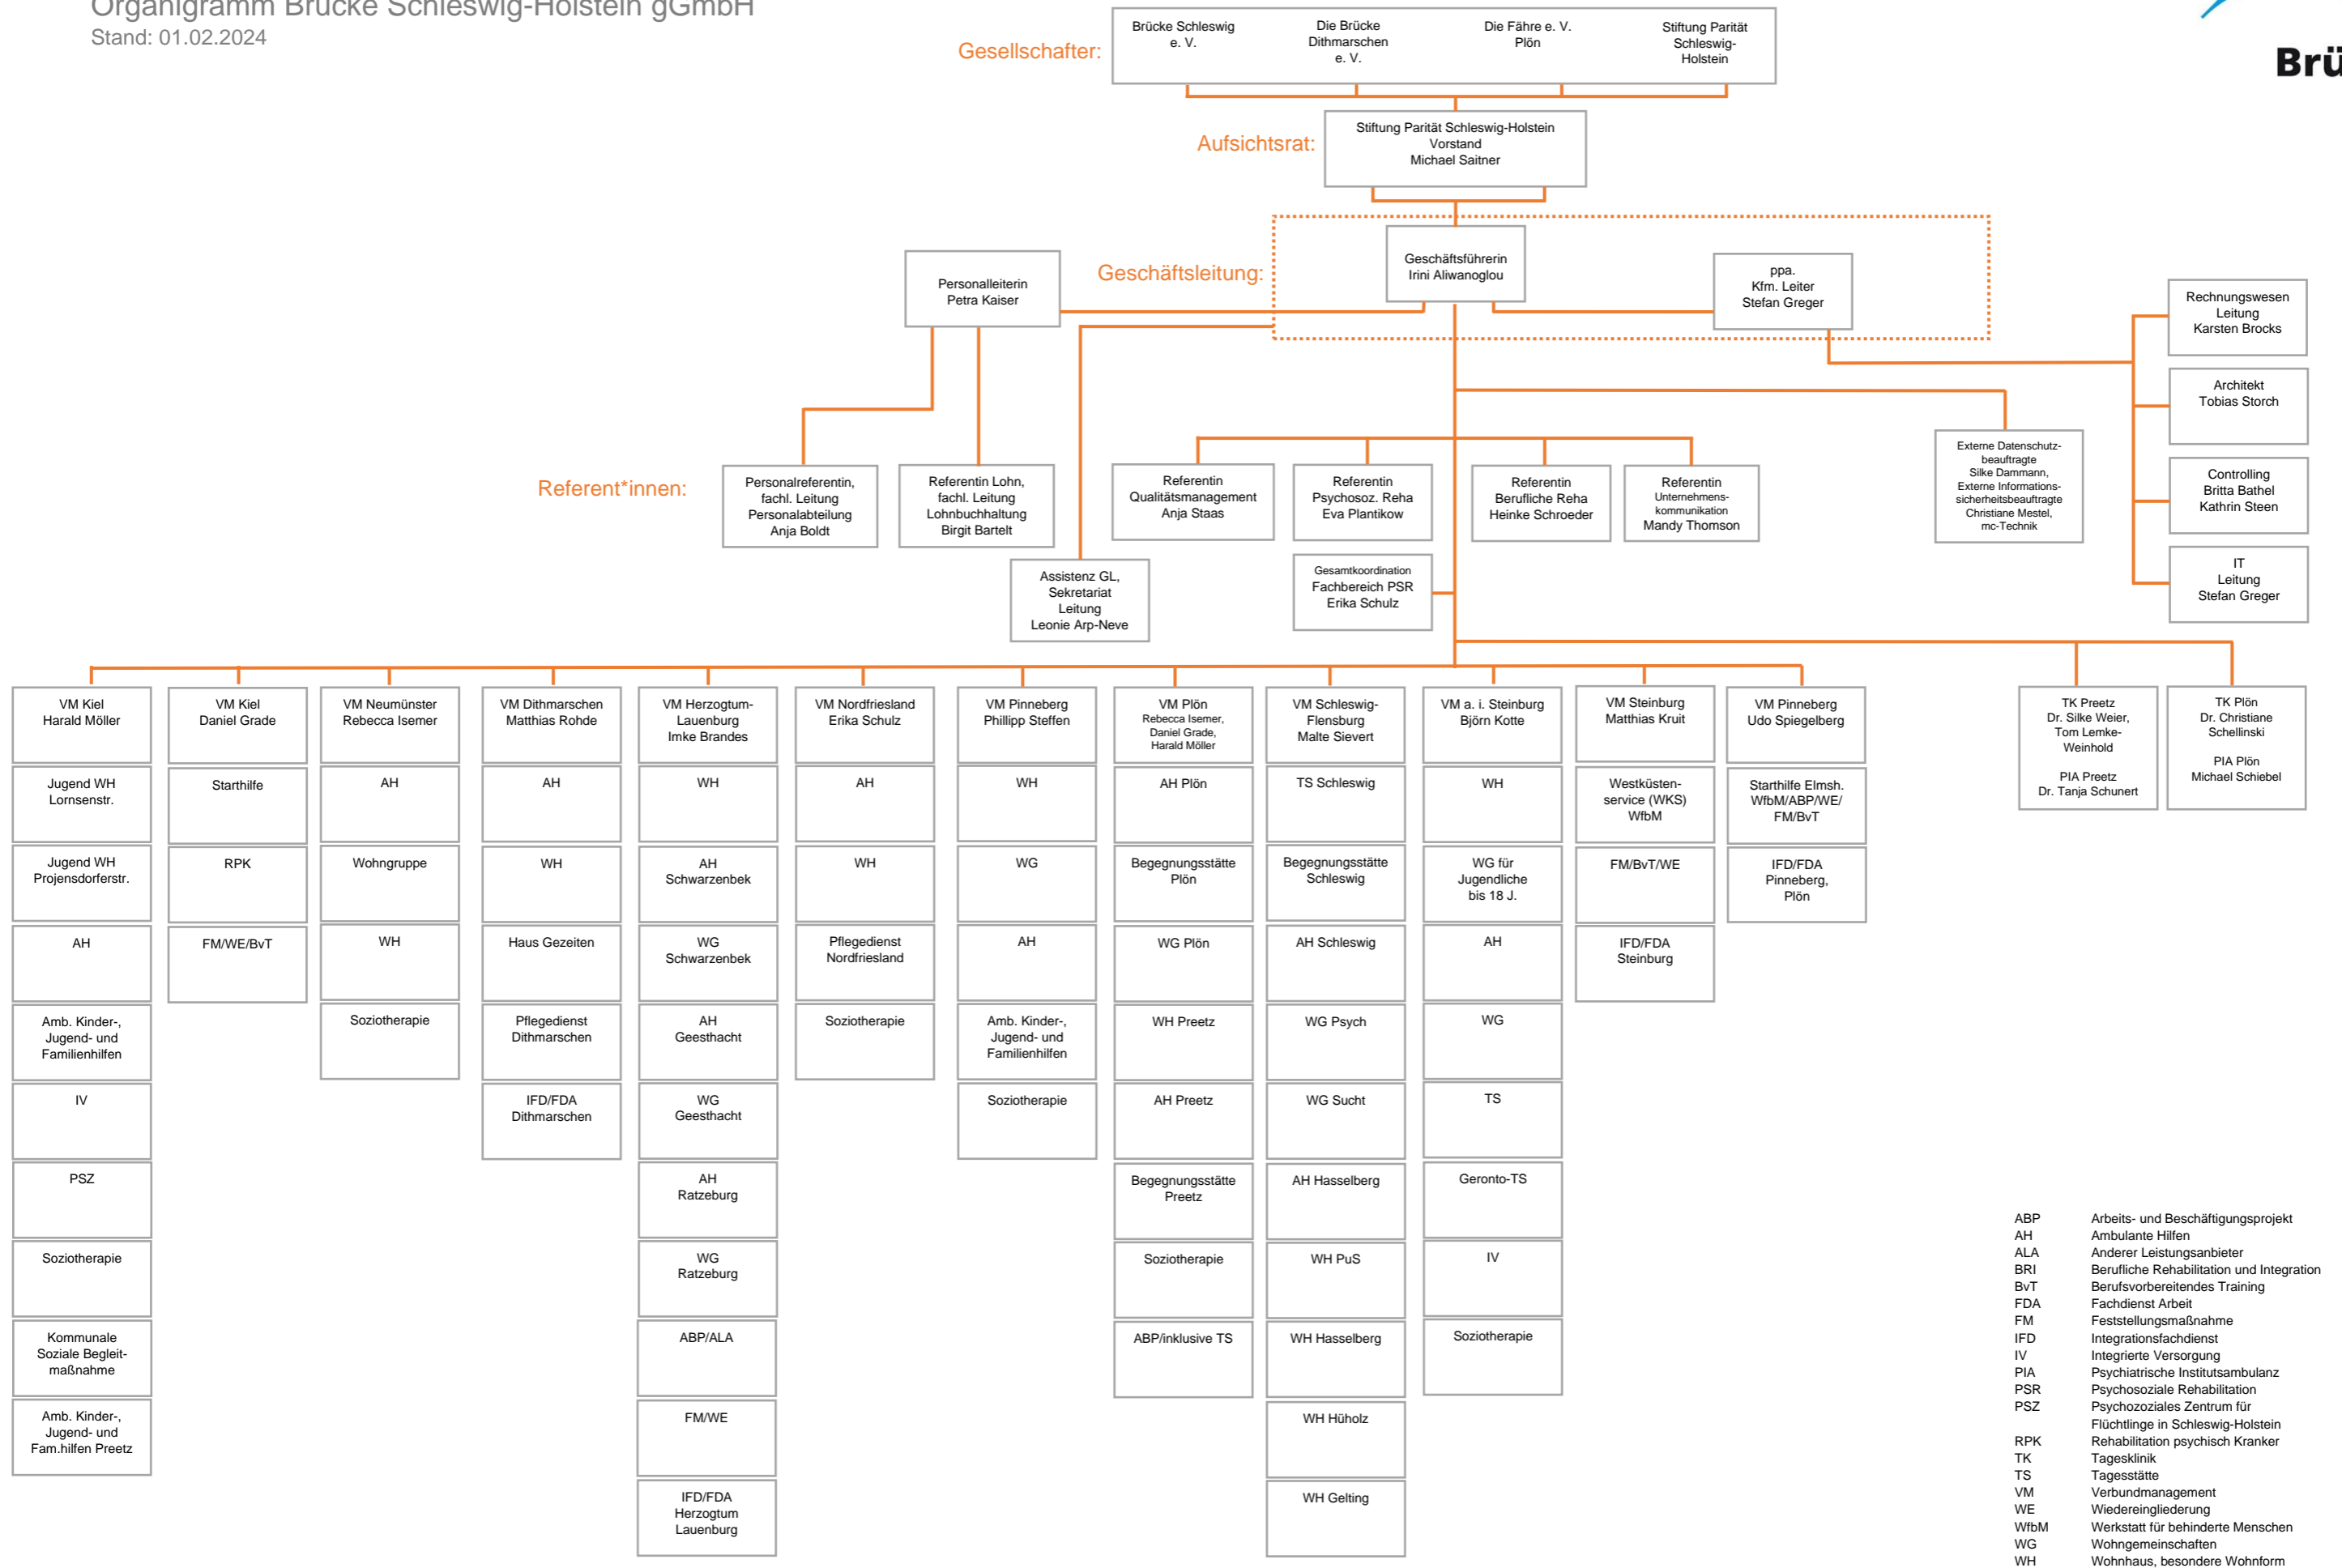 Organigramm Brücke Schleswig-Holstein gGmbH
Stand: 01.02.2024
Gesellschafter:
Brücke Schleswig
e. V.
Die Brücke
Dithmarschen
e. V.
Die Fähre e. V.
Plön
Stiftung Parität
Schleswig-
Holstein
Aufsichtsrat:
Stiftung Parität Schleswig-Holstein
Vorstand
Michael Saitner
Geschäftsleitung:
Geschäftsführerin
Irini Aliwanoglou
ppa.
Kfm. Leiter
Stefan Greger
Personalleiterin
Petra Kaiser
Rechnungswesen
Leitung
Karsten Brocks
Architekt
Tobias Storch
Controlling
Britta Bathel
Kathrin Steen
IT
Leitung
Stefan Greger
Referent*innen:
Personalreferentin,
fachl. Leitung
Personalabteilung
Anja Boldt
Referentin Lohn,
fachl. Leitung
Lohnbuchhaltung
Birgit Bartelt
Referentin
Qualitätsmanagement
Anja Staas
Referentin
Psychosoz. Reha
Eva Plantikow
Referentin
Berufliche Reha
Heinke Schroeder
Referentin
Unternehmens-
kommunikation
Mandy Thomson
Externe Datenschutz-
beauftragte
Silke Dammann,
Externe Informations-
sicherheitsbeauftragte
Christiane Mestel,
mc-Technik
Assistenz GL,
Sekretariat
Leitung
Leonie Arp-Neve
Gesamtkoordination
Fachbereich PSR
Erika Schulz
VM Kiel
Harald Möller
Jugend WH
Lornsenstr.
Jugend WH
Projensdorferstr.
AH
Amb. Kinder-,
Jugend- und
Familienhilfen
IV
PSZ
Soziotherapie
Kommunale
Soziale Begleit-
maßnahme
Amb. Kinder-,
Jugend- und
Fam.hilfen Preetz
VM Kiel
Daniel Grade
Starthilfe
RPK
FM/WE/BvT
VM Neumünster
Rebecca Isemer
AH
Wohngruppe
WH
Soziotherapie
VM Dithmarschen
Matthias Rohde
AH
WH
Haus Gezeiten
Pflegedienst
Dithmarschen
IFD/FDA
Dithmarschen
VM Herzogtum-
Lauenburg
Imke Brandes
WH
AH
Schwarzenbek
WG
Schwarzenbek
AH
Geesthacht
WG
Geesthacht
AH
Ratzeburg
WG
Ratzeburg
ABP/ALA
FM/WE
IFD/FDA
Herzogtum
Lauenburg
VM Nordfriesland
Erika Schulz
AH
WH
Pflegedienst
Nordfriesland
Soziotherapie
VM Pinneberg
Phillipp Steffen
WH
WG
AH
Amb. Kinder-,
Jugend- und
Familienhilfen
Soziotherapie
VM Plön
Rebecca Isemer,
Daniel Grade,
Harald Möller
AH Plön
Begegnungsstätte
Plön
WG Plön
WH Preetz
AH Preetz
Begegnungsstätte
Preetz
Soziotherapie
ABP/inklusive TS
VM Schleswig-
Flensburg
Malte Sievert
TS Schleswig
Begegnungsstätte
Schleswig
AH Schleswig
WG Psych
WG Sucht
AH Hasselberg
WH PuS
WH Hasselberg
WH Hüholz
WH Gelting
VM a. i. Steinburg
Björn Kotte
WH
WG für
Jugendliche
bis 18 J.
AH
WG
TS
Geronto-TS
IV
Soziotherapie
VM Steinburg
Matthias Kruit
Westküsten-
service (WKS)
WfbM
FM/BvT/WE
IFD/FDA
Steinburg
VM Pinneberg
Udo Spiegelberg
Starthilfe Elmsh.
WfbM/ABP/WE/
FM/BvT
IFD/FDA
Pinneberg,
Plön
TK Preetz
Dr. Silke Weier,
Tom Lemke-
Weinhold
PIA Preetz
Dr. Tanja Schunert
TK Plön
Dr. Christiane
Schellinski
PIA Plön
Michael Schiebel
ABP Arbeits- und Beschäftigungsprojekt
AH Ambulante Hilfen
ALA Anderer Leistungsanbieter
BRI Berufliche Rehabilitation und Integration
BvT Berufsvorbereitendes Training
FDA Fachdienst Arbeit
FM Feststellungsmaßnahme
IFD Integrationsfachdienst
IV Integrierte Versorgung
PIA Psychiatrische Institutsambulanz
PSR Psychosoziale Rehabilitation
PSZ Psychozoziales Zentrum für
Flüchtlinge in Schleswig-Holstein
RPK Rehabilitation psychisch Kranker
TK Tagesklinik
TS Tagesstätte
VM Verbundmanagement
WE Wiedereingliederung
WfbM Werkstatt für behinderte Menschen
WG Wohngemeinschaften
WH Wohnhaus, besondere Wohnform
Brü